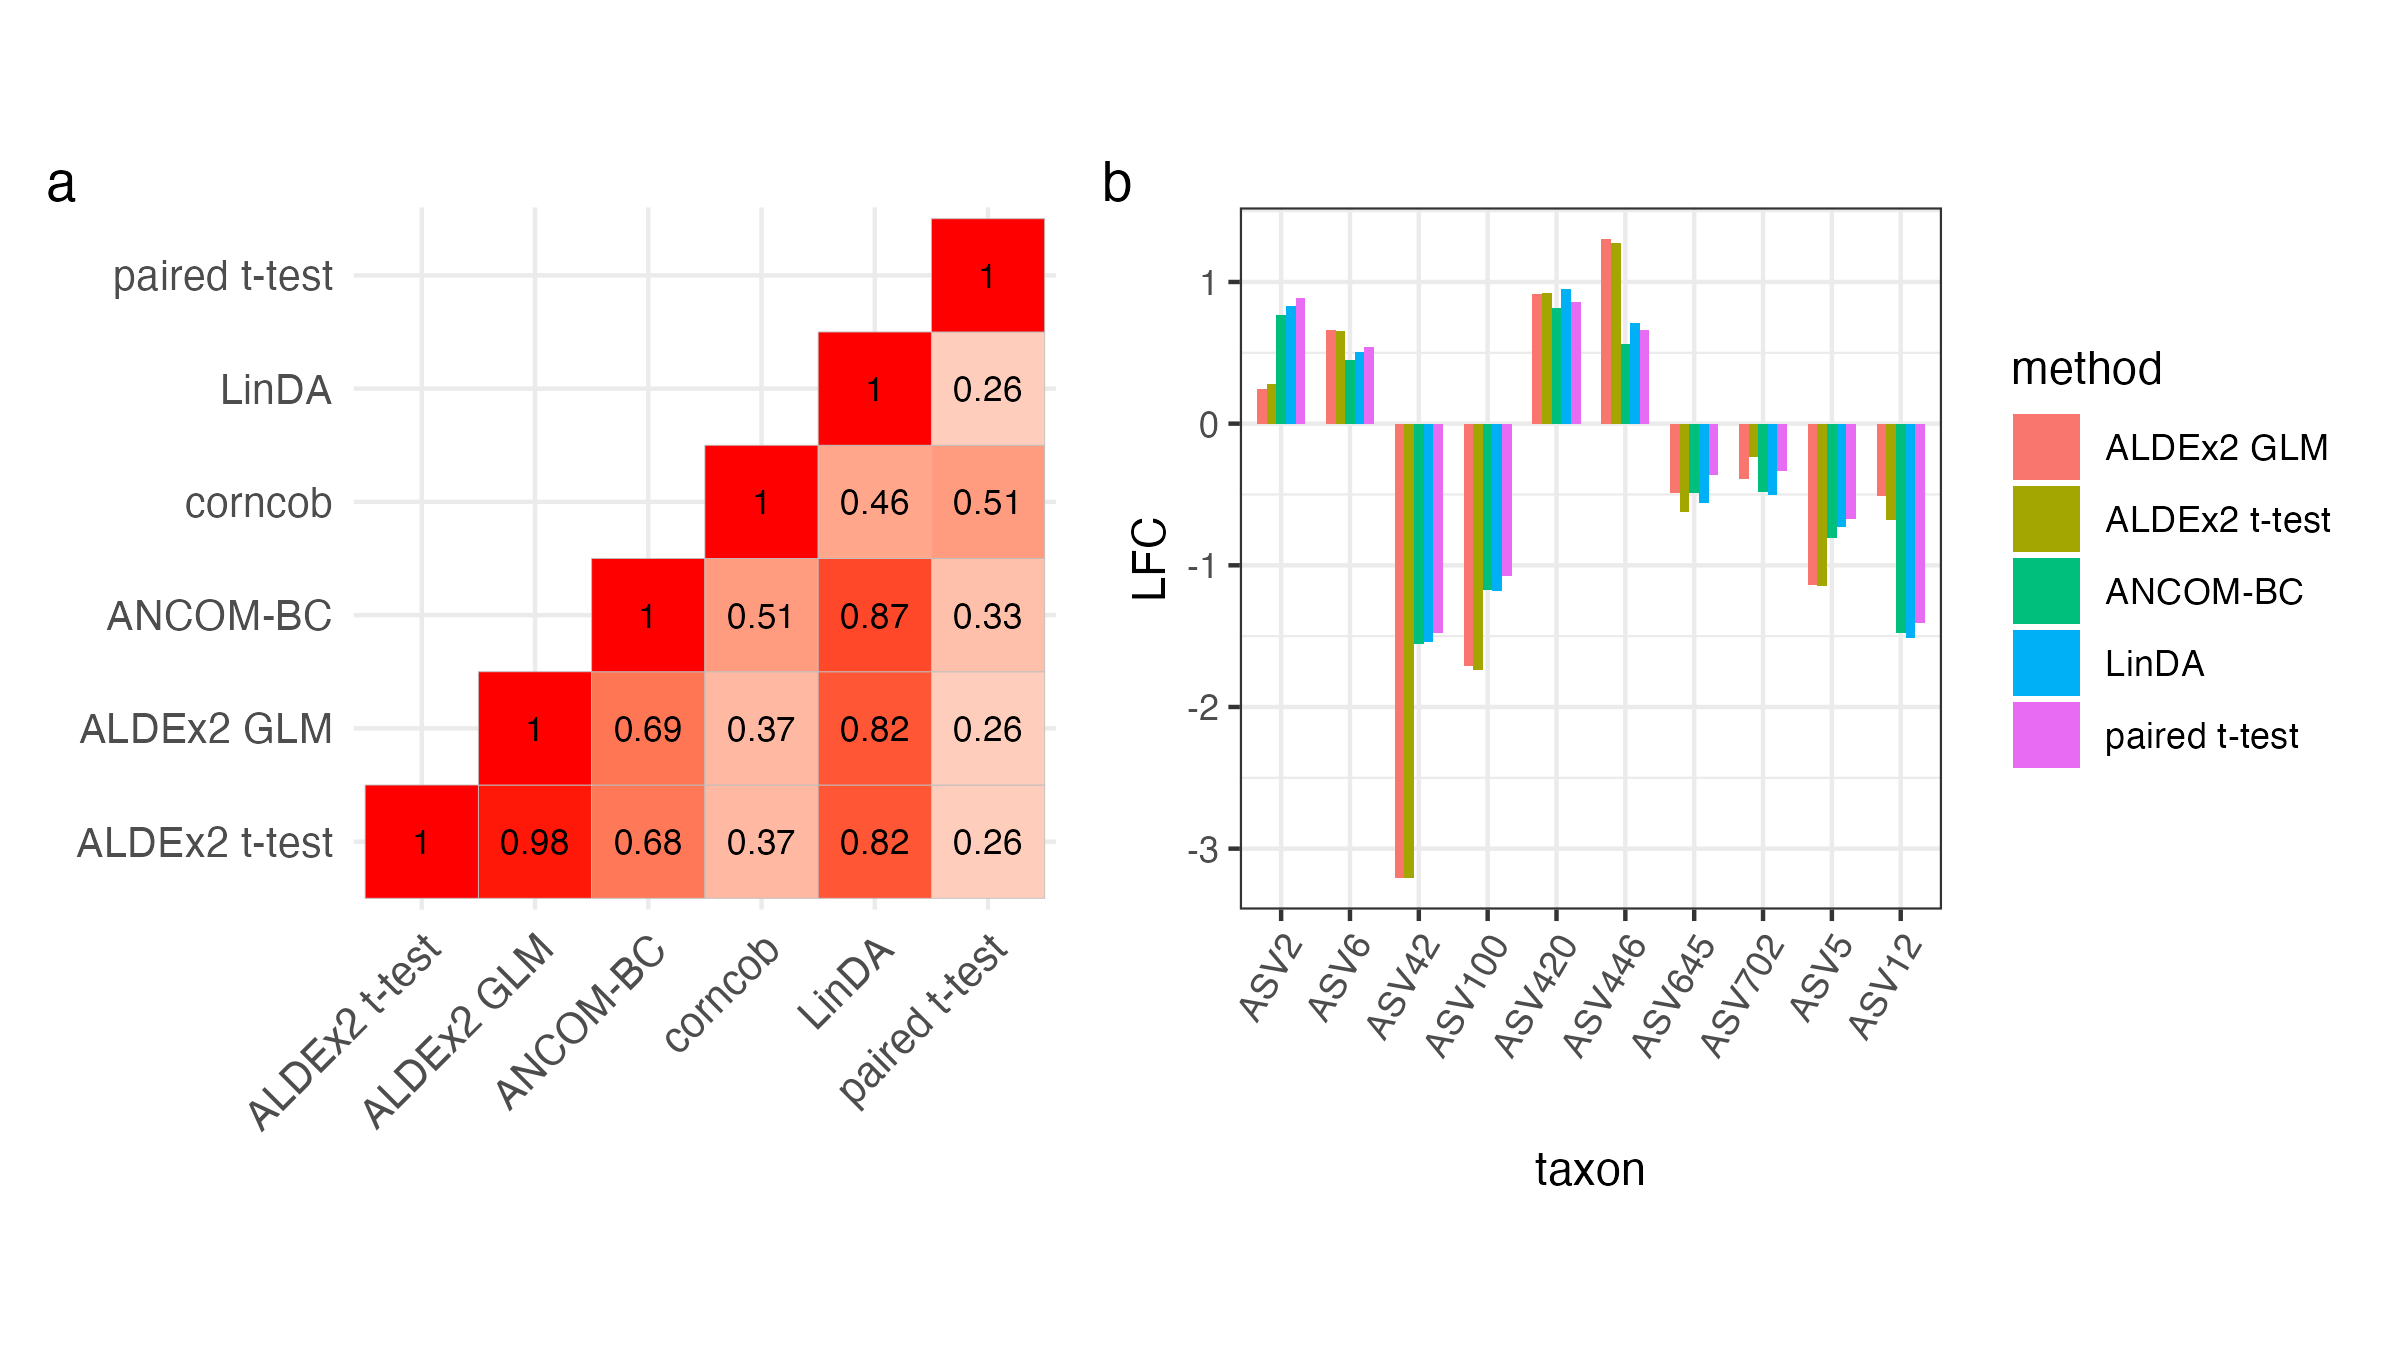 a
paired t-test
1
LinDA
1
0.26
corncob
1
0.46
0.51
ANCOM-BC
1
0.51
0.87
0.33
ALDEx2 GLM
1
0.69
0.37
0.82
0.26
ALDEx2 t-test
1
0.98
0.68
0.37
0.82
0.26
ALDEx2 t-test
ALDEx2 GLM
ANCOM-BC
corncob
LinDA
paired t-test
b
LFC
1
0
-1
-2
-3
ASV2
ASV6
ASV42
ASV100
ASV420
ASV446
ASV645
ASV702
ASV5
ASV12
taxon
method
ALDEx2 GLM
ALDEx2 t-test
ANCOM-BC
LinDA
paired t-test